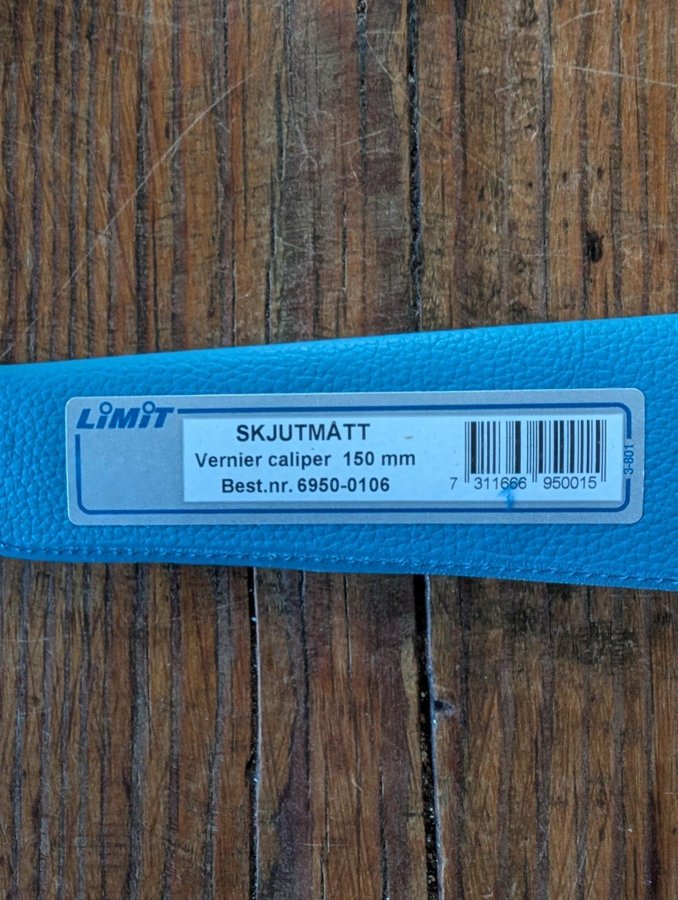 LiMiT
SKJUTMÅTT
Vernier caliper 150 mm
Best.nr. 6950-0106
7 311666 950015
3-801